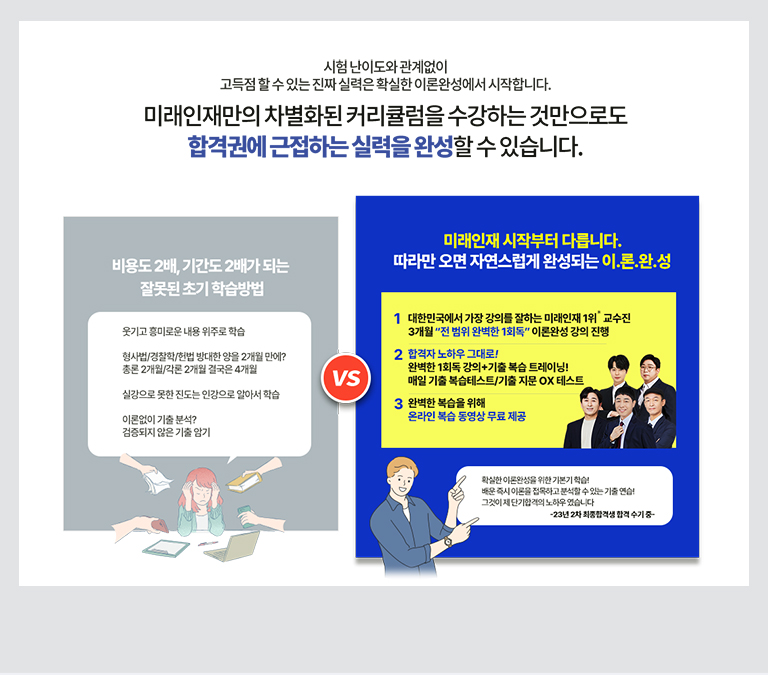 시험 난이도와 관계없이
고득점 할 수 있는 진짜 실력은 확실한 이론완성에서 시작합니다.
미래인재만의 차별화된 커리큘럼을 수강하는 것만으로도
합격권에 근접하는 실력을 완성할 수 있습니다.
비용도 2배, 기간도 2배가 되는
잘못된 초기 학습방법
웃기고 흥미로운 내용 위주로 학습
형사법/경찰학/헌법 방대한 양을 2개월 만에?
총론 2개월/각론 2개월 결국은 4개월
실강으로 못한 진도는 인강으로 알아서 학습
이론없이 기출 분석?
검증되지 않은 기출 암기
VS
미래인재 시작부터 다릅니다.
따라만 오면 자연스럽게 완성되는 이.론.완.성
1 대한민국에서 가장 강의를 잘하는 미래인재 1위* 교수진
3개월 “전 범위 완벽한 1회독” 이론완성 강의 진행
2 합격자 노하우 그대로!
완벽한 1회독 강의+기출 복습 트레이닝!
매일 기출 복습테스트/기출 지문 OX 테스트
3 완벽한 복습을 위해
온라인 복습 동영상 무료 제공
확실한 이론완성을 위한 기본기 학습!
배운 즉시 이론을 접목하고 분석할 수 있는 기출 연습!
그것이 제 단기합격의 노하우 였습니다
-23년 2차 최종합격생 합격 수기 중-